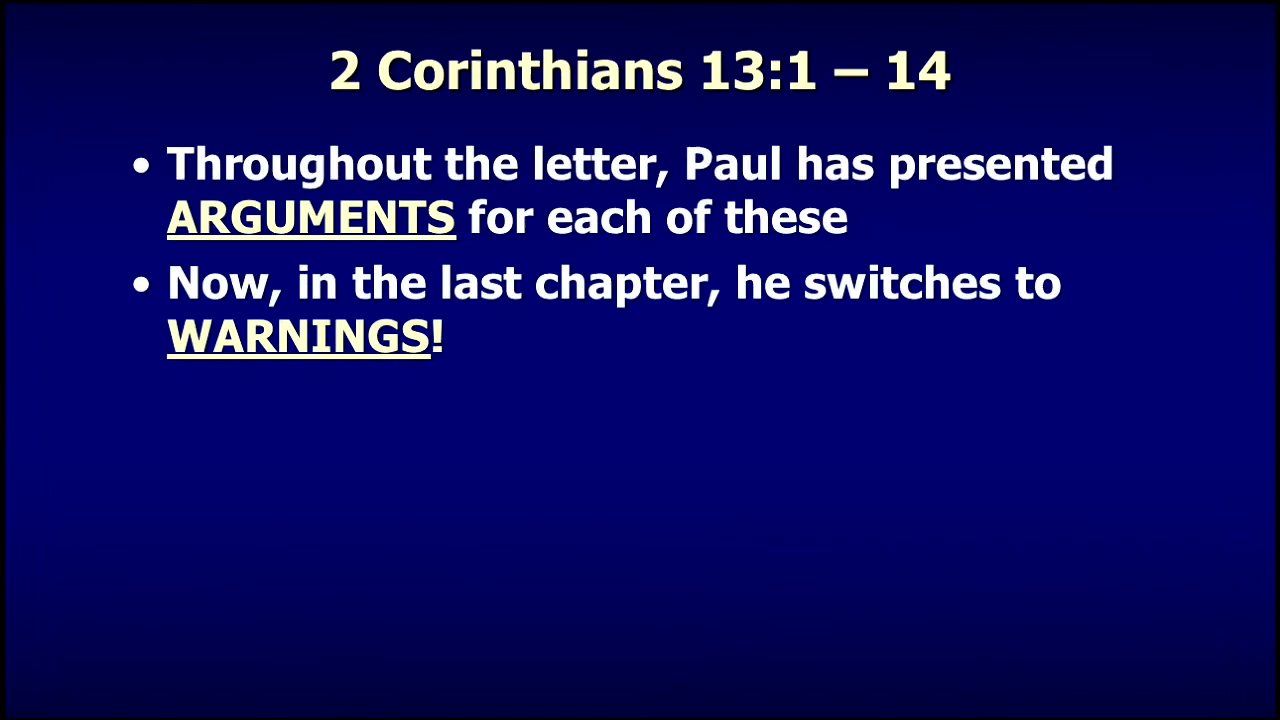 2 Corinthians 13:1 – 14
• Throughout the letter, Paul has presented
ARGUMENTS for each of these
• Now, in the last chapter, he switches to
WARNINGS!